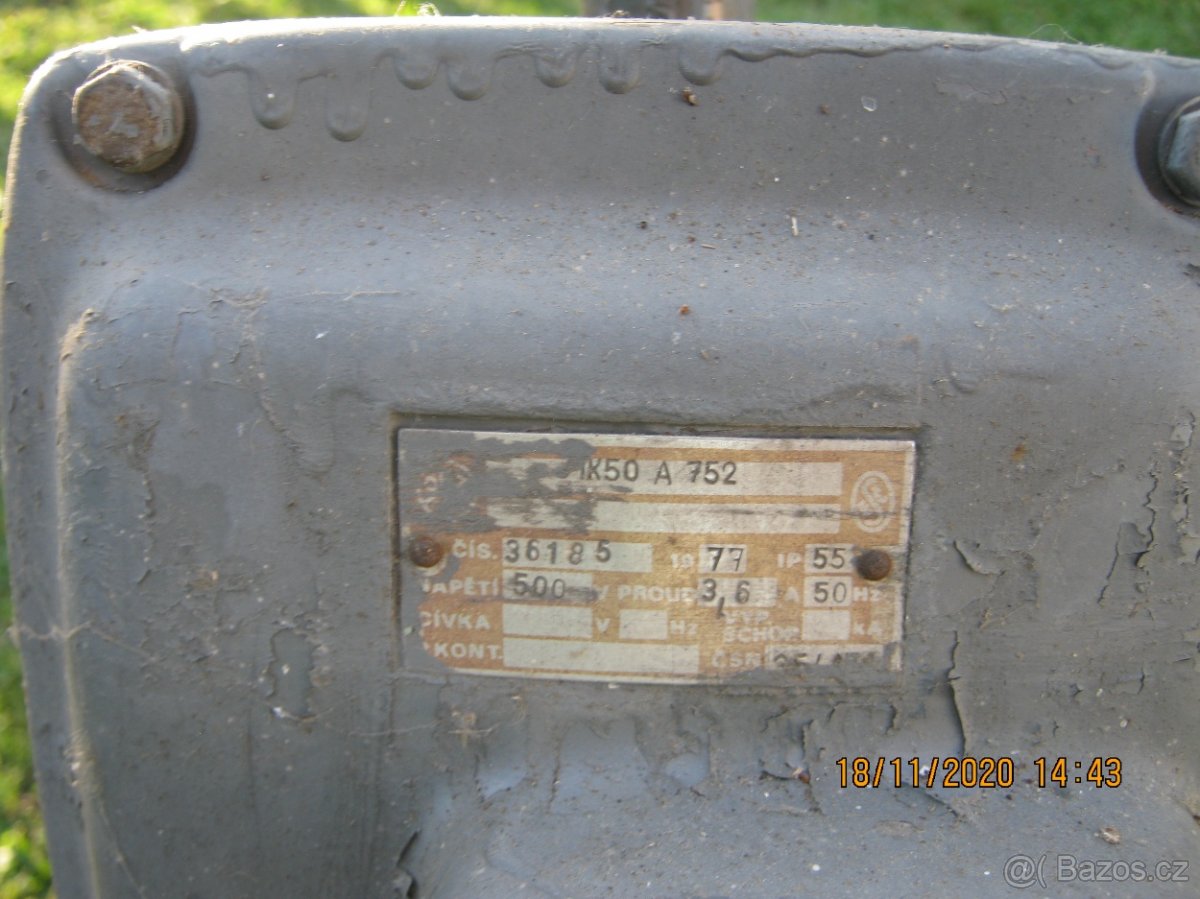 K50 A 752
ČÍS. 36185 19 77 IP 55
NAPĚTÍ 500 V PROUD 3,6 A 50 Hz
CÍVKA V Hz VYP. SCHOP. kA
KONT. ČSN
18/11/2020 14:43
@( Bazos.cz